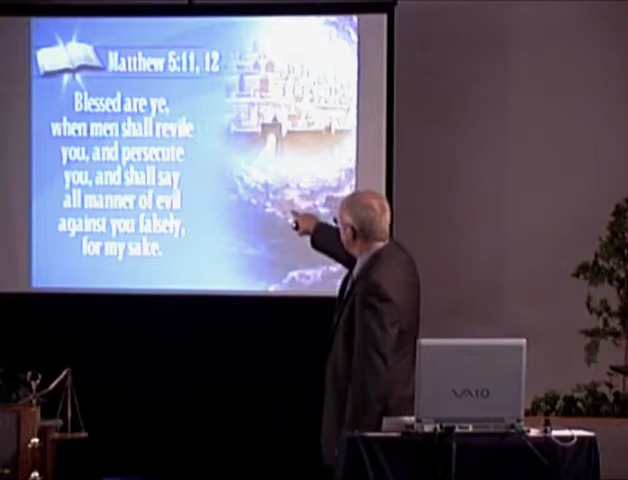 Matthew 5:11, 12
Blessed are ye,
when men shall revile
you, and persecute
you, and shall say
all manner of evil
against you falsely,
for my sake.
VAIO